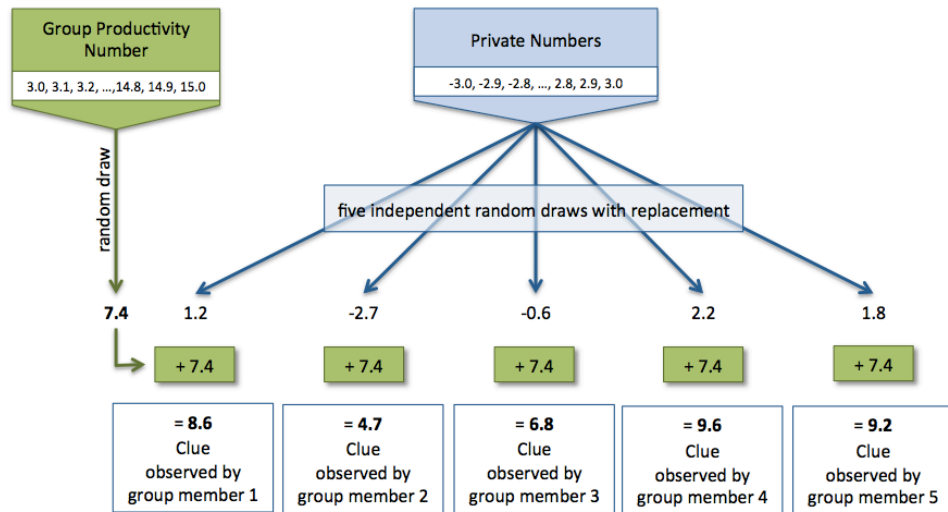 Group Productivity
Number
3.0, 3.1, 3.2, ...,14.8, 14.9, 15.0
Private Numbers
-3.0, -2.9, -2.8, ..., 2.8, 2.9, 3.0
random draw
five independent random draws with replacement
7.4
1.2
-2.7
-0.6
2.2
1.8
+ 7.4
+ 7.4
+ 7.4
+ 7.4
+ 7.4
= 8.6
Clue
observed by
group member 1
= 4.7
Clue
observed by
group member 2
= 6.8
Clue
observed by
group member 3
= 9.6
Clue
observed by
group member 4
= 9.2
Clue
observed by
group member 5